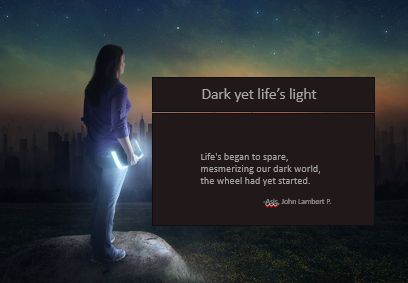 Dark yet life's light
Life's began to spare,
mesmerizing our dark world,
the wheel had yet started.
-Asis, John Lambert P.